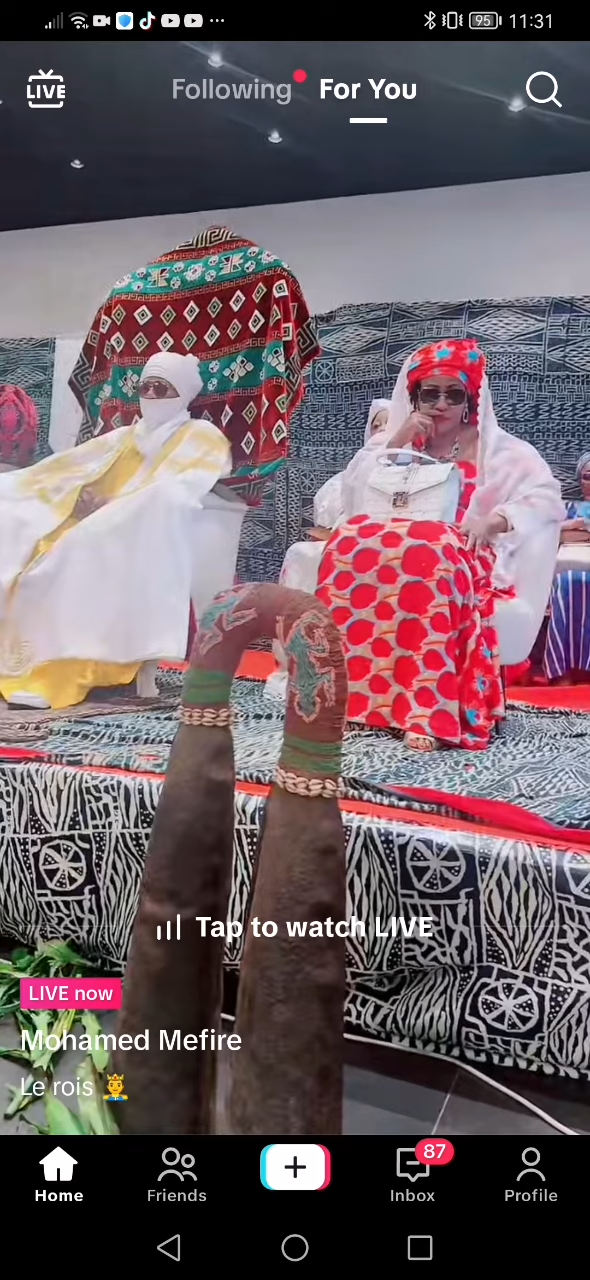 95 11:31
LIVE Following For You
Tap to watch LIVE
LIVE now
Mohamed Mefire
Le rois 🤴
87
Home Friends Inbox Profile